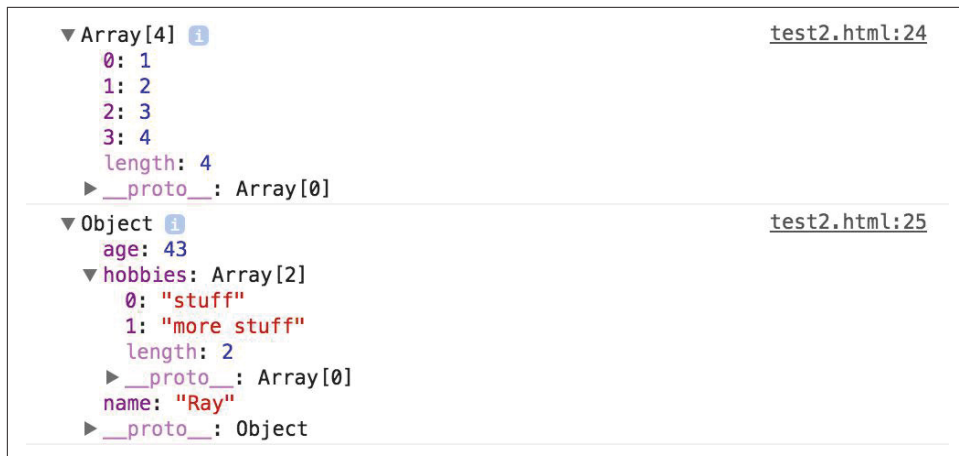 ▼Array[4] i test2.html:24
0: 1
1: 2
2: 3
3: 4
length: 4
▶__proto__: Array[0]
▼Object i test2.html:25
age: 43
▼hobbies: Array[2]
0: "stuff"
1: "more stuff"
length: 2
▶__proto__: Array[0]
name: "Ray"
▶__proto__: Object